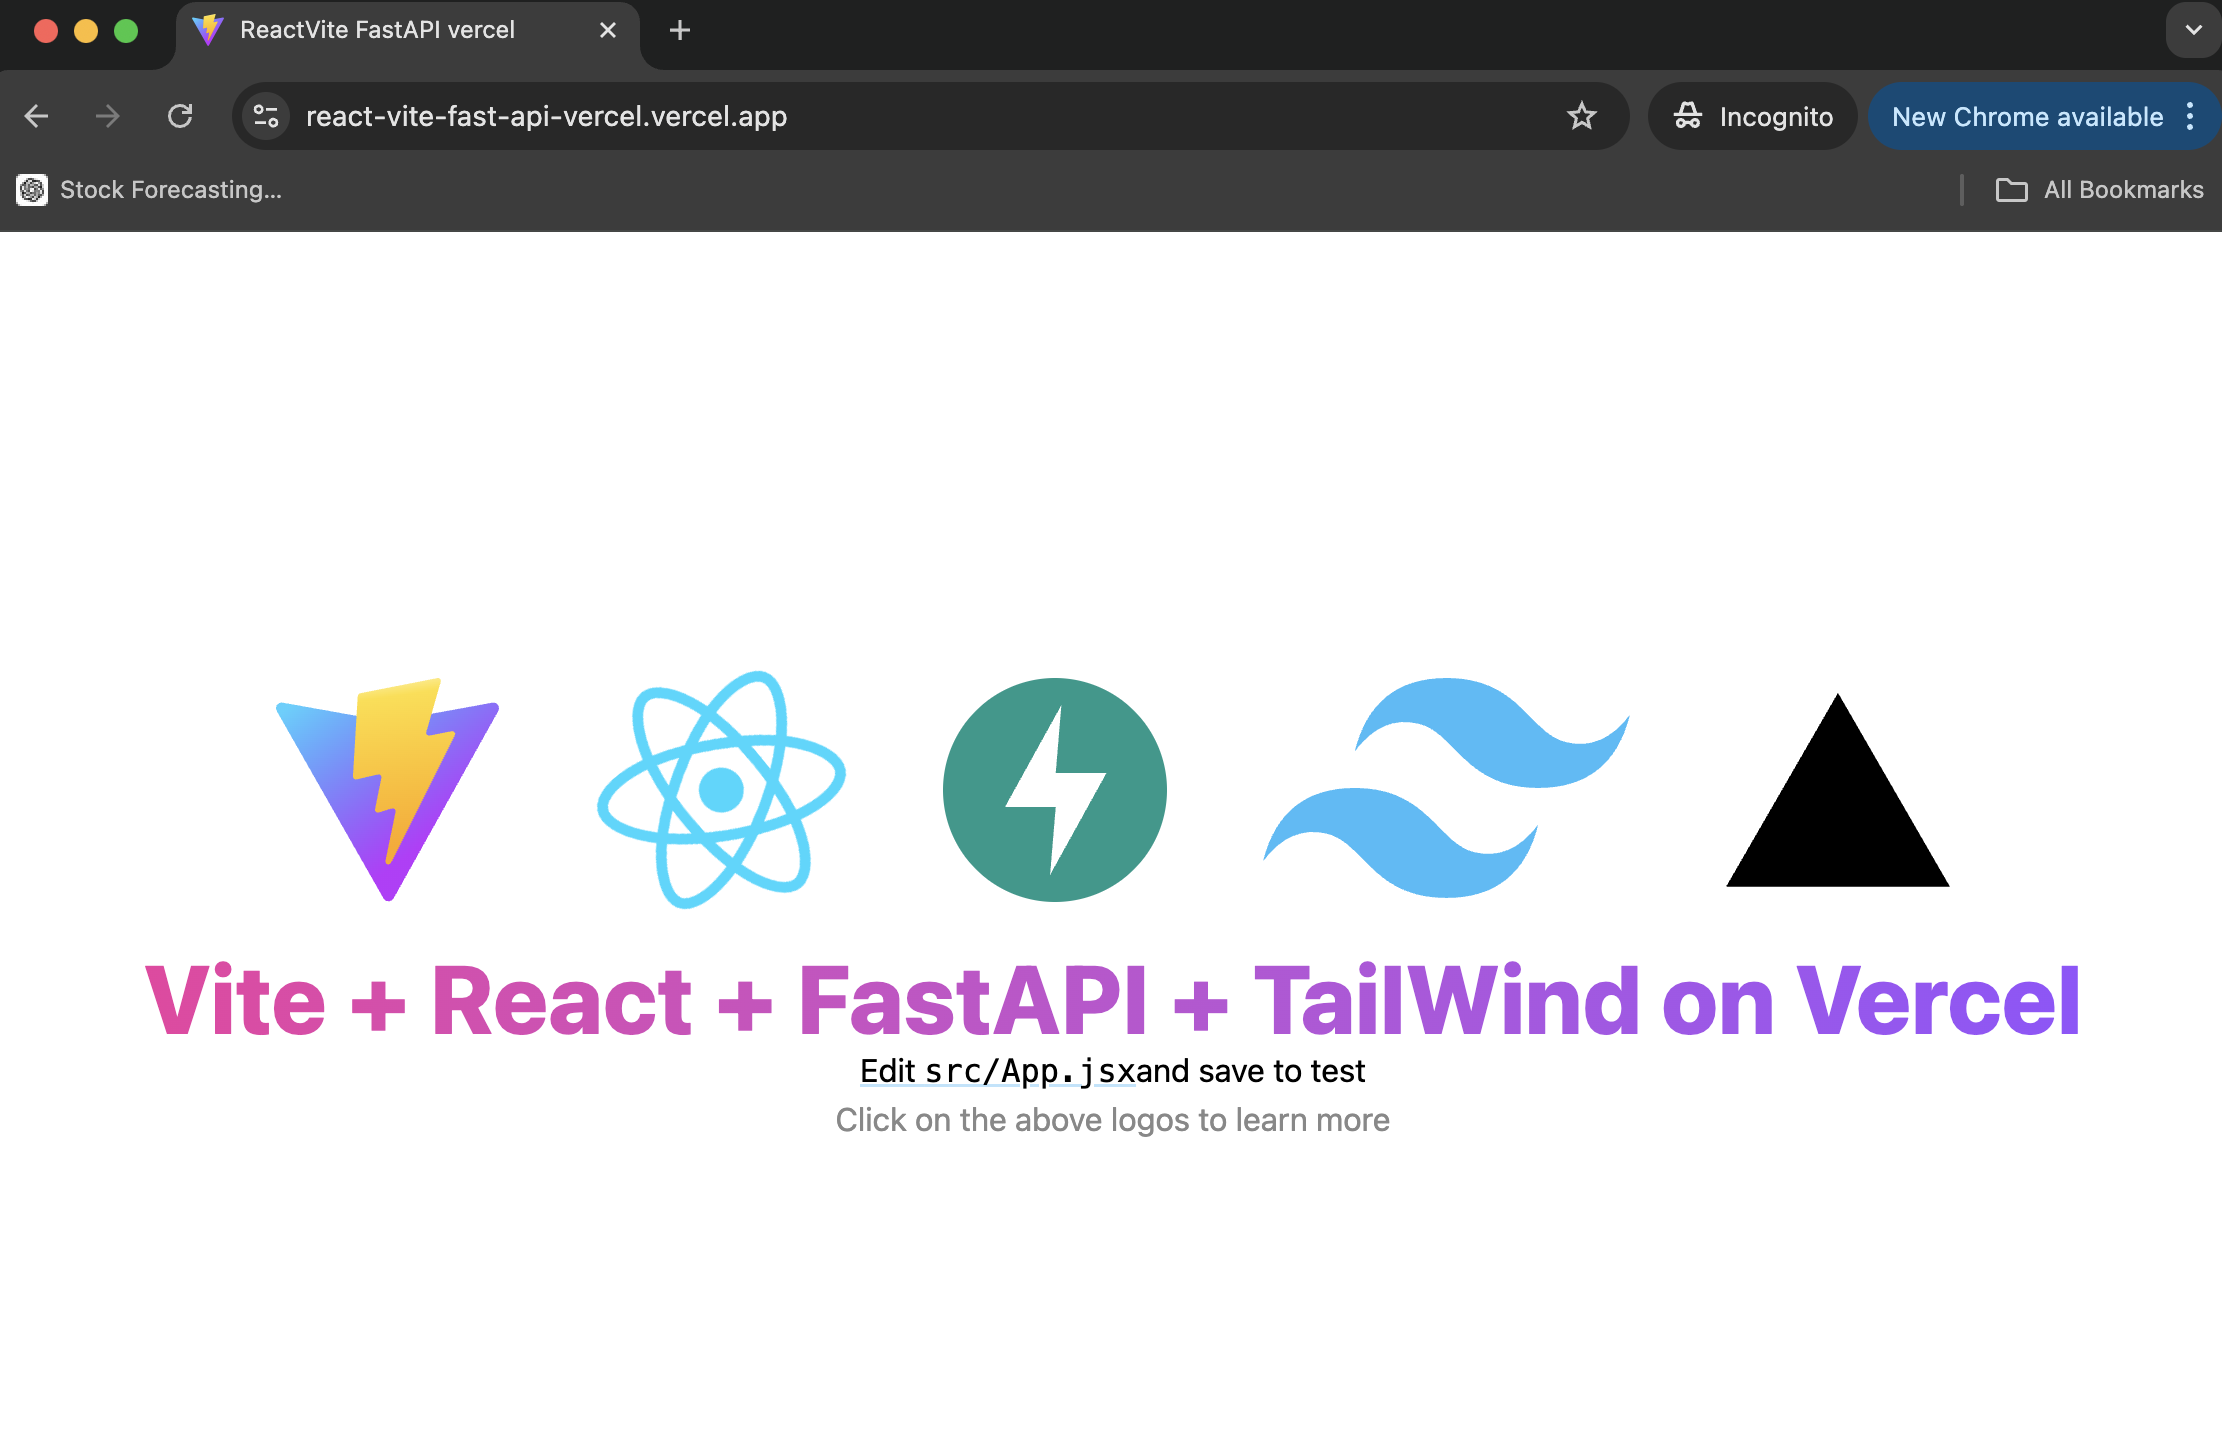 ReactVite FastAPI vercel
react-vite-fast-api-vercel.vercel.app
Incognito
New Chrome available
Stock Forecasting...
All Bookmarks
Vite + React + FastAPI + TailWind on Vercel
Edit src/App.jsxand save to test
Click on the above logos to learn more